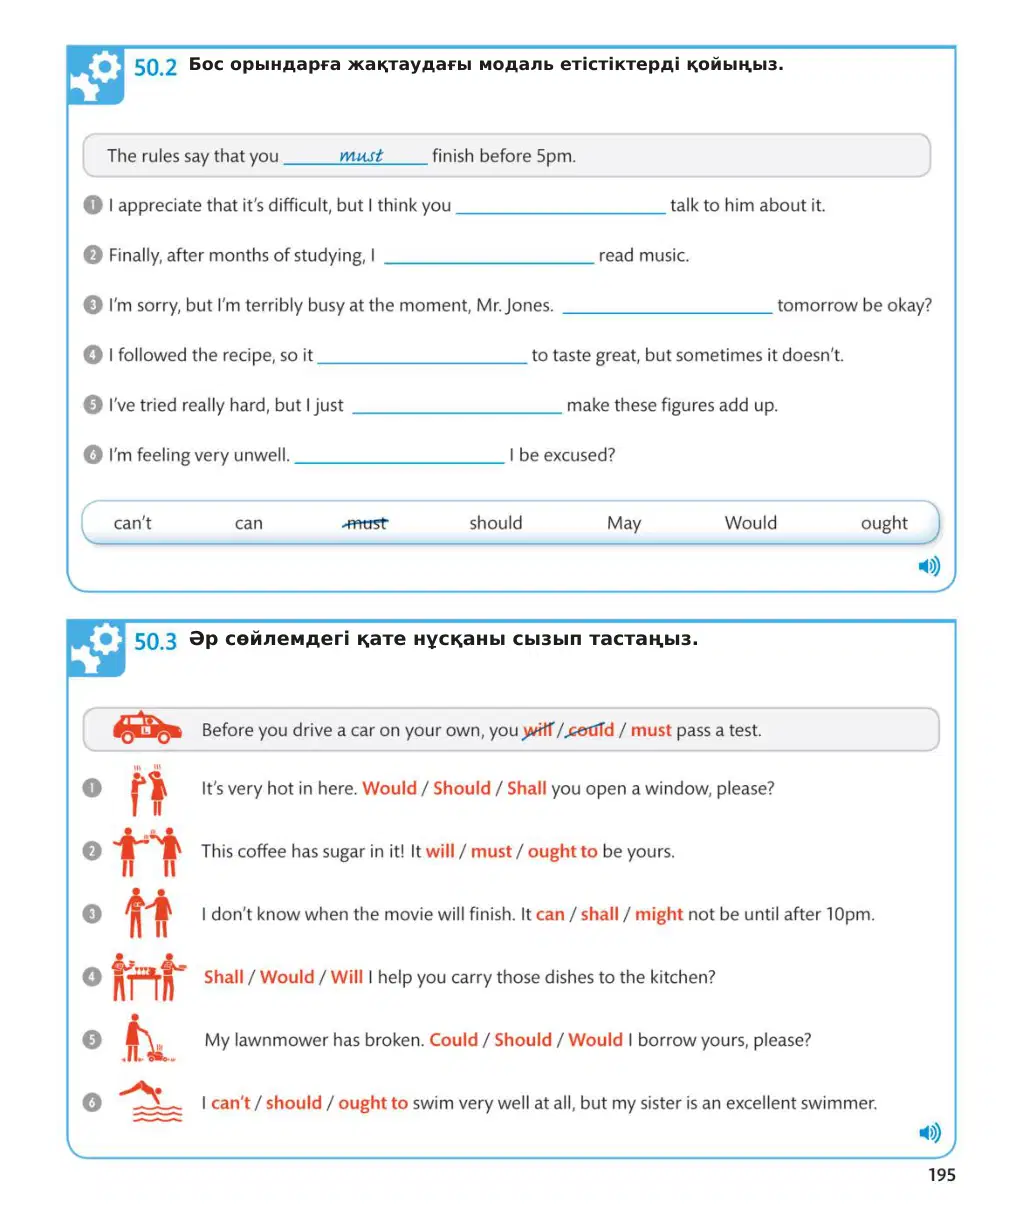 50.2 Бос орындарға жақтаудағы модаль етістіктерді қойыңыз.
The rules say that you must finish before 5pm.
1 I appreciate that it's difficult, but I think you ____ talk to him about it.
2 Finally, after months of studying, I ____ read music.
3 I'm sorry, but I'm terribly busy at the moment, Mr. Jones. ____ tomorrow be okay?
4 I followed the recipe, so it ____ to taste great, but sometimes it doesn't.
5 I've tried really hard, but I just ____ make these figures add up.
6 I'm feeling very unwell. ____ I be excused?
can't can must should May Would ought
50.3 Әр сөйлемдегі қате нұсқаны сызып тастаңыз.
L Before you drive a car on your own, you will / could / must pass a test.
1 It's very hot in here. Would / Should / Shall you open a window, please?
2 This coffee has sugar in it! It will / must / ought to be yours.
3 I don't know when the movie will finish. It can / shall / might not be until after 10pm.
4 Shall / Would / Will I help you carry those dishes to the kitchen?
5 My lawnmower has broken. Could / Should / Would I borrow yours, please?
6 I can't / should / ought to swim very well at all, but my sister is an excellent swimmer.
195